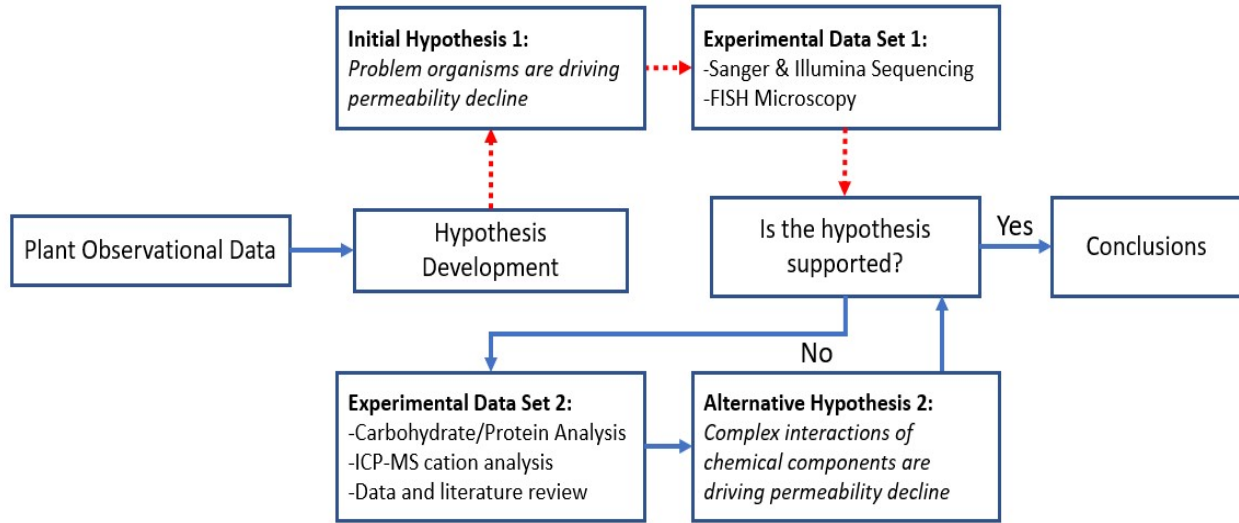 Initial Hypothesis 1:
Problem organisms are driving
permeability decline
Experimental Data Set 1:
-Sanger & Illumina Sequencing
-FISH Microscopy
Plant Observational Data
Hypothesis
Development
Is the hypothesis
supported?
Yes
Conclusions
No
Experimental Data Set 2:
-Carbohydrate/Protein Analysis
-ICP-MS cation analysis
-Data and literature review
Alternative Hypothesis 2:
Complex interactions of
chemical components are
driving permeability decline